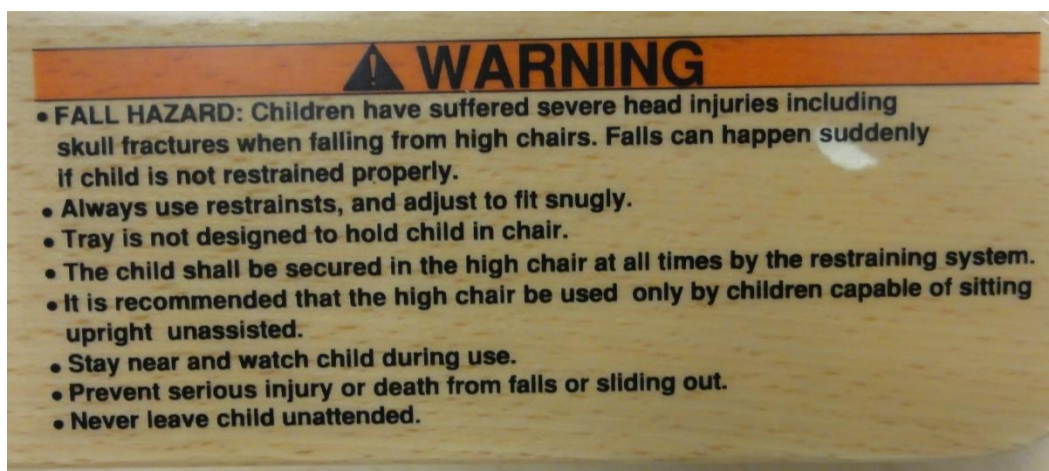 WARNING
• FALL HAZARD: Children have suffered severe head injuries including
skull fractures when falling from high chairs. Falls can happen suddenly
if child is not restrained properly.
• Always use restrainsts, and adjust to fit snugly.
• Tray is not designed to hold child in chair.
• The child shall be secured in the high chair at all times by the restraining system.
• It is recommended that the high chair be used only by children capable of sitting
upright unassisted.
• Stay near and watch child during use.
• Prevent serious injury or death from falls or sliding out.
• Never leave child unattended.